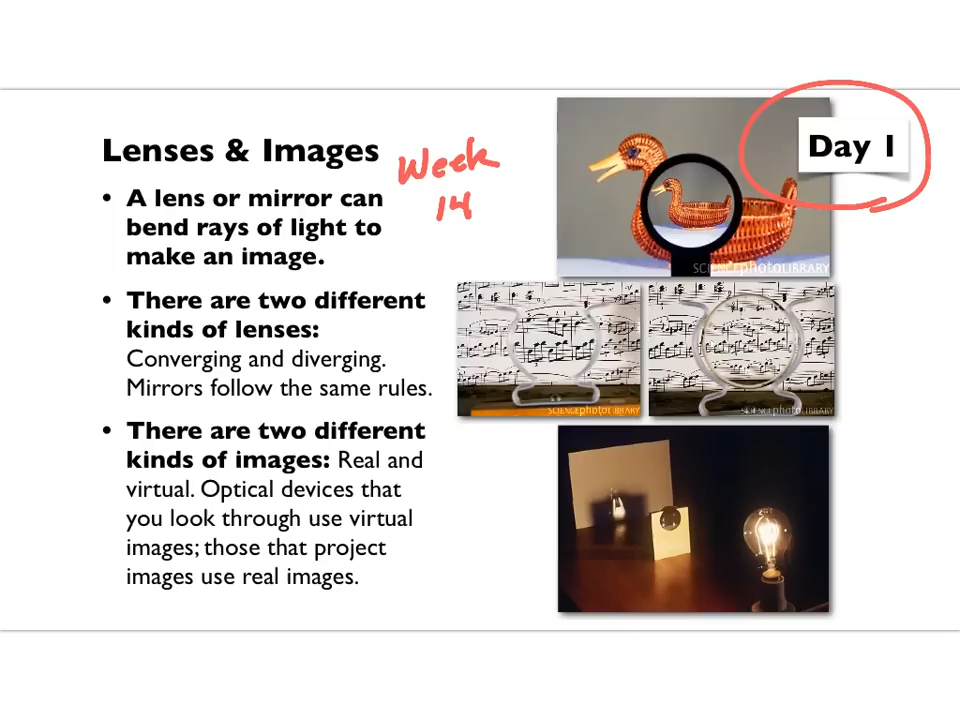 Lenses & Images
Week
14
Day 1
• A lens or mirror can
bend rays of light to
make an image.
• There are two different
kinds of lenses:
Converging and diverging.
Mirrors follow the same rules.
• There are two different
kinds of images: Real and
virtual. Optical devices that
you look through use virtual
images; those that project
images use real images.
SCIENCEphotoLIBRARY
SCIENCEphotoLIBRARY
SCIENCEphotoLIBRARY